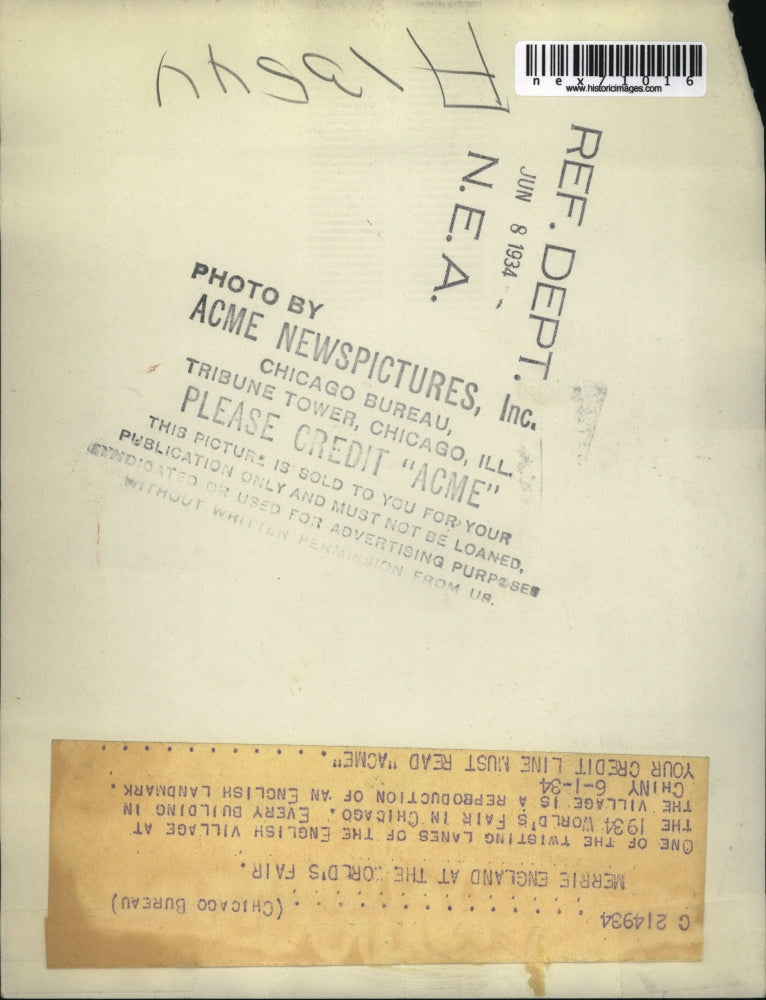 nex71016
www.historicimages.com
REF. DEPT.
JUN 8 1934
N.E.A.
PHOTO BY
ACME NEWSPICTURES, Inc.
CHICAGO BUREAU,
TRIBUNE TOWER, CHICAGO, ILL.
PLEASE CREDIT "ACME"
THIS PICTURE IS SOLD TO YOU FOR YOUR
PUBLICATION ONLY AND MUST NOT BE LOANED,
SYNDICATED OR USED FOR ADVERTISING PURPOSES
WITHOUT WRITTEN PERMISSION FROM US.
C 214934 . . . . . . . . . . . . . . . (CHICAGO BUREAU)
MERRIE ENGLAND AT THE WORLD'S FAIR.
ONE OF THE TWISTING LANES OF THE ENGLISH VILLAGE AT
THE 1934 WORLD'S FAIR IN CHICAGO. EVERY BUILDING IN
THE VILLAGE IS A REPRODUCTION OF AN ENGLISH LANDMARK.
CHINY 6-1-34
YOUR CREDIT LINE MUST READ "ACME". . . . . . . . . . .